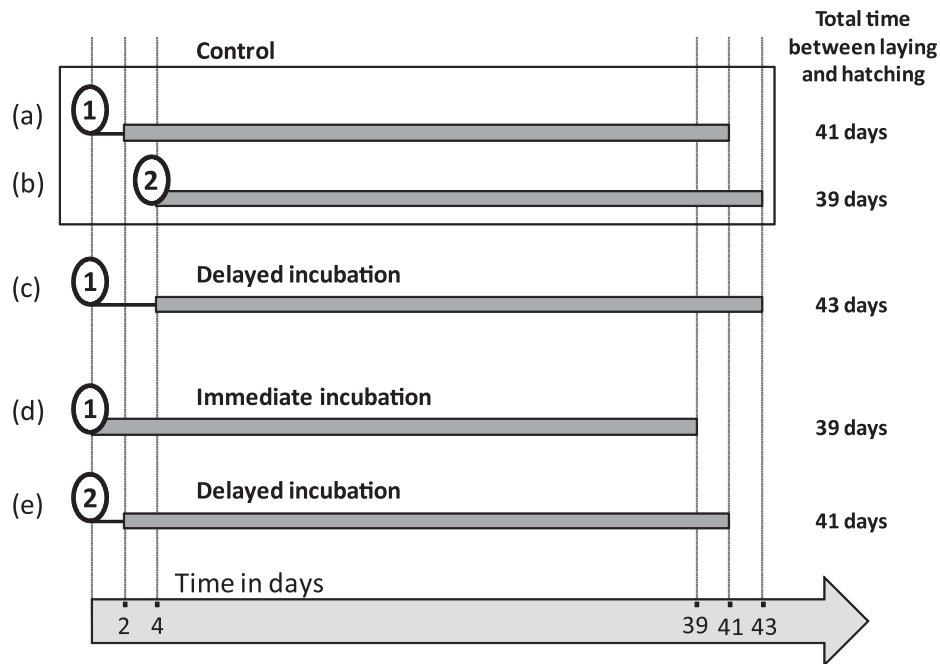 Total time
between laying
and hatching
Control
(a)
1
41 days
(b)
2
39 days
(c)
1
Delayed incubation
43 days
(d)
1
Immediate incubation
39 days
(e)
2
Delayed incubation
41 days
Time in days
2 4 39 41 43